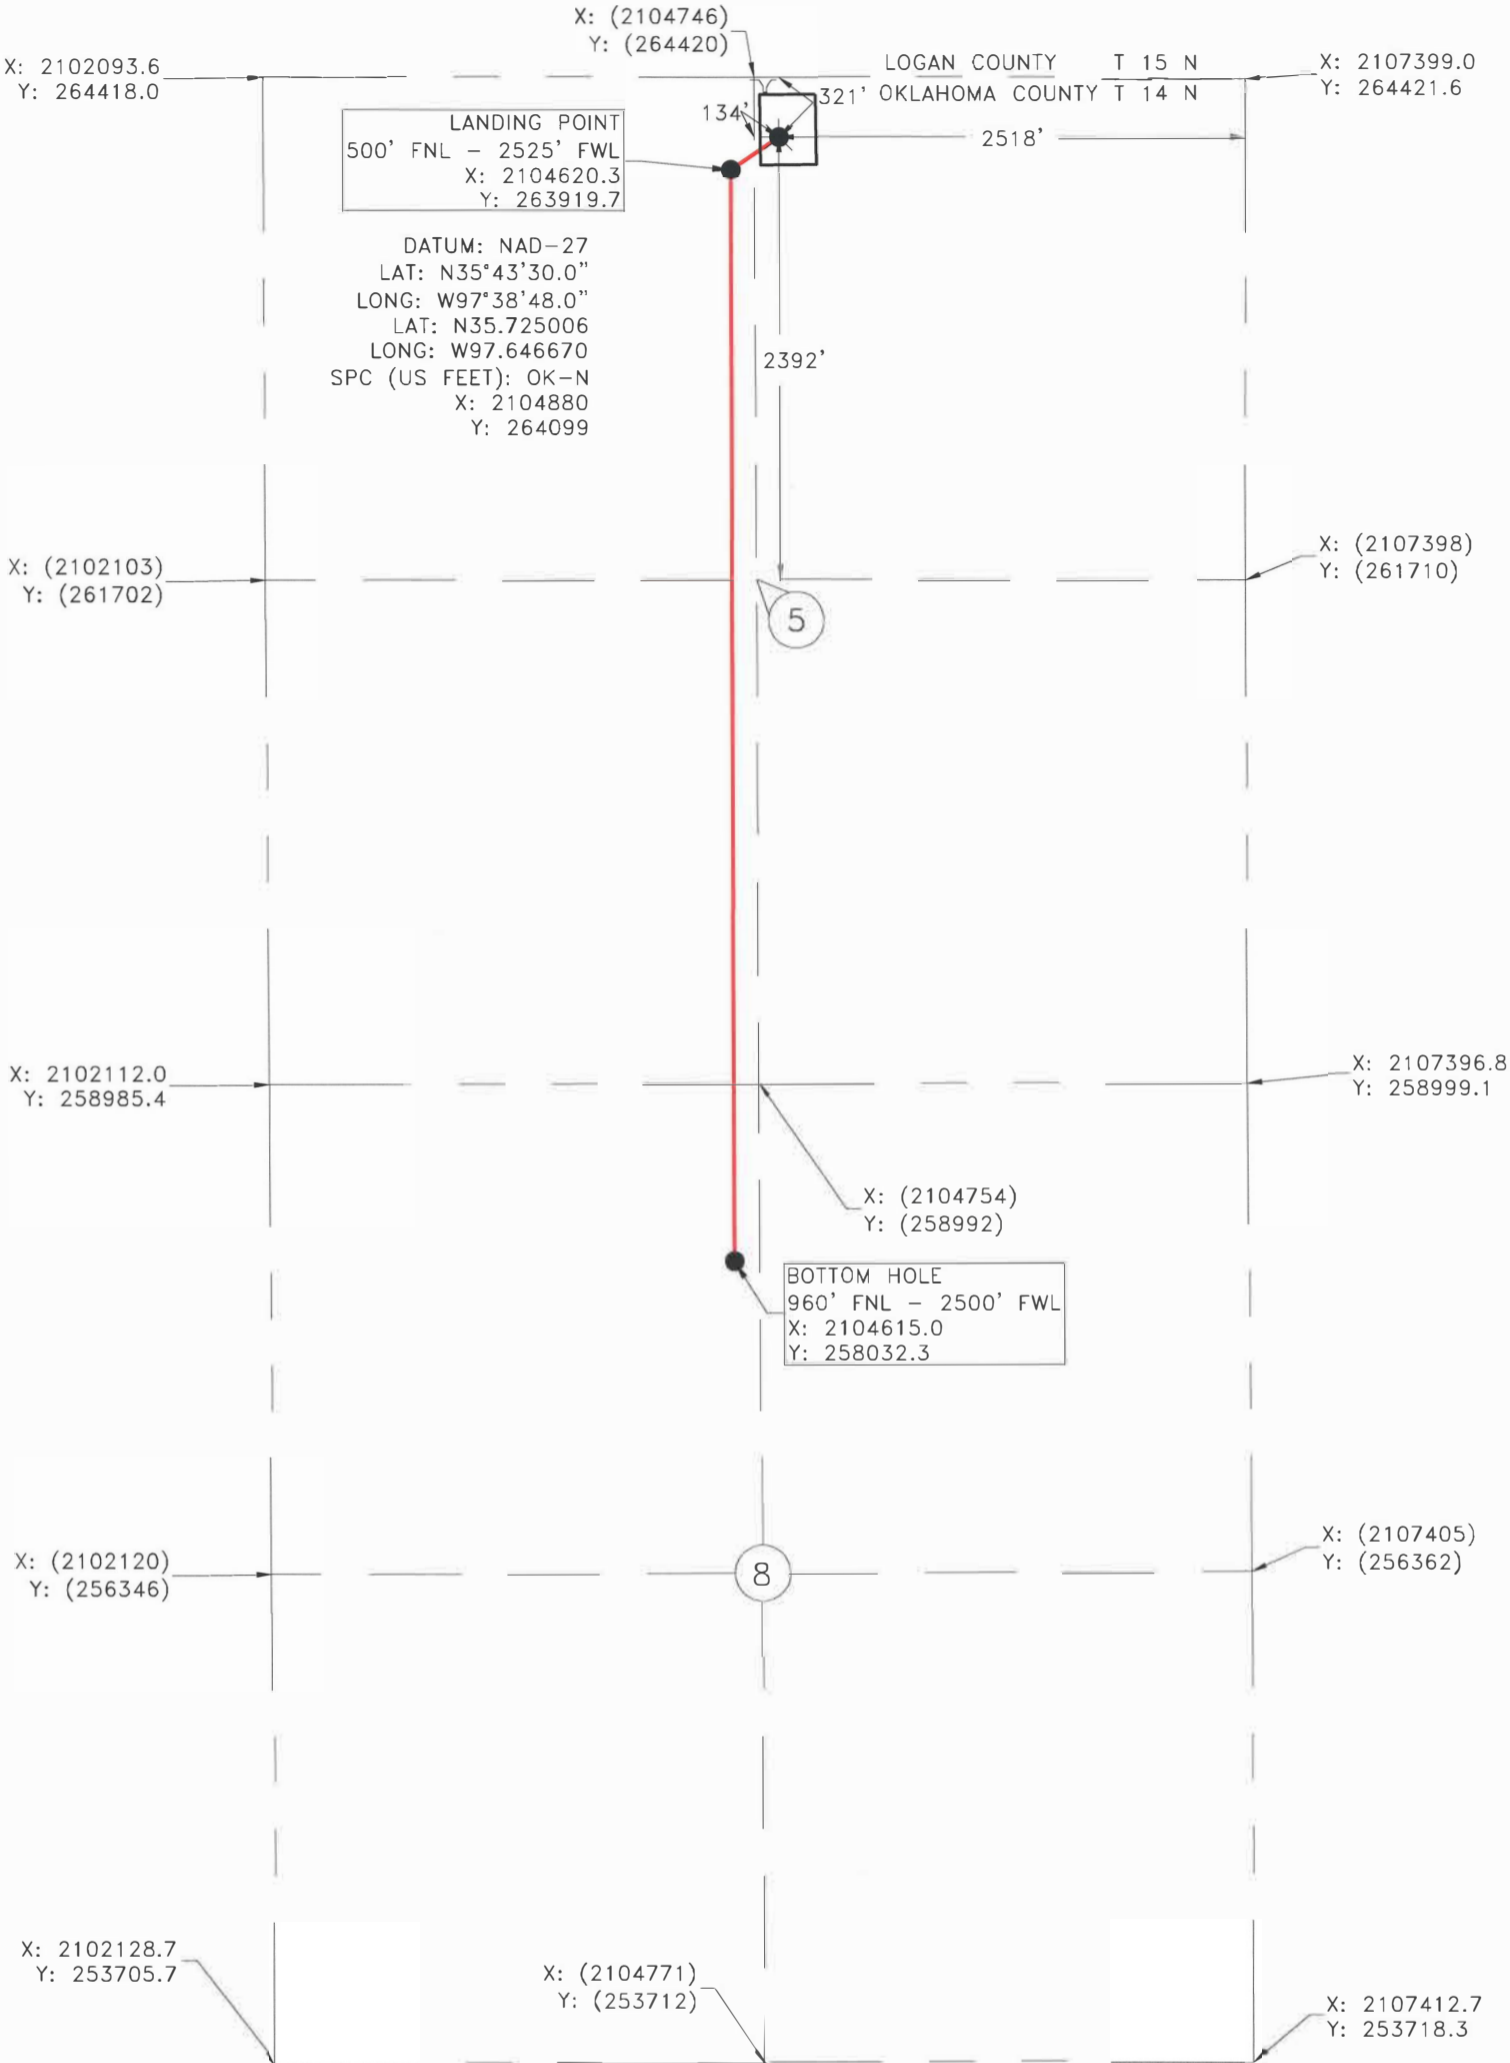 X: (2104746)
Y: (264420)
X: 2102093.6
Y: 264418.0
LOGAN COUNTY T 15 N
OKLAHOMA COUNTY T 14 N
X: 2107399.0
Y: 264421.6
134'
321'
2518'
LANDING POINT
500' FNL - 2525' FWL
X: 2104620.3
Y: 263919.7
DATUM: NAD-27
LAT: N35°43'30.0"
LONG: W97°38'48.0"
LAT: N35.725006
LONG: W97.646670
SPC (US FEET): OK-N
X: 2104880
Y: 264099
2392'
X: (2102103)
Y: (261702)
X: (2107398)
Y: (261710)
5
X: 2102112.0
Y: 258985.4
X: 2107396.8
Y: 258999.1
X: (2104754)
Y: (258992)
BOTTOM HOLE
960' FNL - 2500' FWL
X: 2104615.0
Y: 258032.3
X: (2102120)
Y: (256346)
8
X: (2107405)
Y: (256362)
X: 2102128.7
Y: 253705.7
X: (2104771)
Y: (253712)
X: 2107412.7
Y: 253718.3